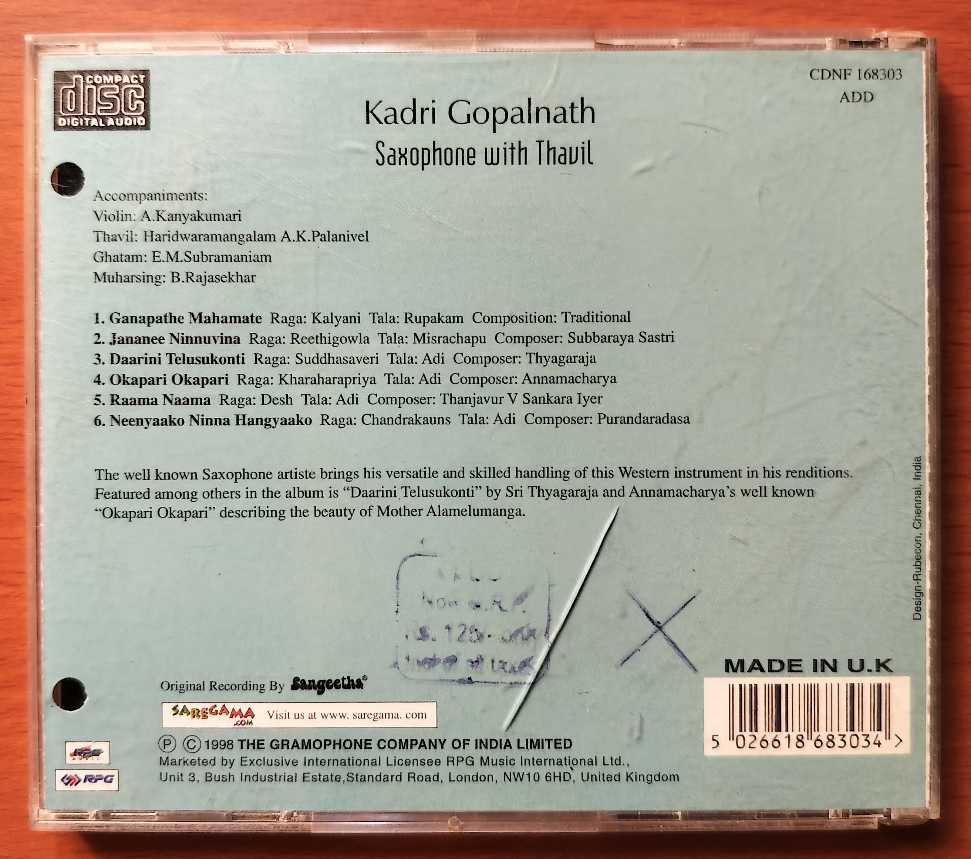 COMPACT
disc
DIGITAL AUDIO
CDNF 168303
ADD
Kadri Gopalnath
Saxophone with Thavil
Accompaniments:
Violin: A.Kanyakumari
Thavil: Haridwaramangalam A.K.Palanivel
Ghatam: E.M.Subramaniam
Muharsing: B.Rajasekhar
1. Ganapathe Mahamate Raga: Kalyani Tala: Rupakam Composition: Traditional
2. Jananee Ninnuvina Raga: Reethigowla Tala: Misrachapu Composer: Subbaraya Sastri
3. Daarini Telusukonti Raga: Suddhasaveri Tala: Adi Composer: Thyagaraja
4. Okapari Okapari Raga: Kharaharapriya Tala: Adi Composer: Annamacharya
5. Raama Naama Raga: Desh Tala: Adi Composer: Thanjavur V Sankara Iyer
6. Neenyaako Ninna Hangyaako Raga: Chandrakauns Tala: Adi Composer: Purandaradasa
The well known Saxophone artiste brings his versatile and skilled handling of this Western instrument in his renditions.
Featured among others in the album is “Daarini Telusukonti” by Sri Thyagaraja and Annamacharya's well known
“Okapari Okapari” describing the beauty of Mother Alamelumanga.
Design-Rubecon, Chennai, India
Rs. 125
MADE IN U.K
5 026618 683034 >
Original Recording By Sangeetha®
SAREGAMA.COM Visit us at www. saregama. com
Ⓟ © 1998 THE GRAMOPHONE COMPANY OF INDIA LIMITED
Marketed by Exclusive International Licensee RPG Music International Ltd.,
Unit 3, Bush Industrial Estate,Standard Road, London, NW10 6HD, United Kingdom
RPG